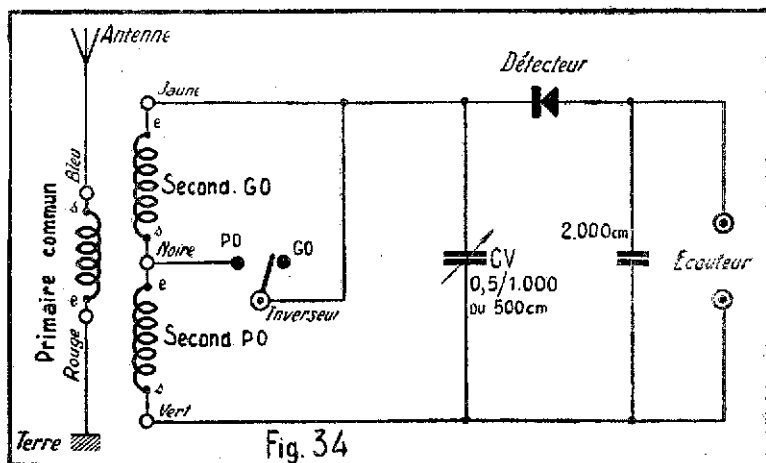 Antenne
Détecteur
Jaune
e
Bleu
Second. GO
s
s
Primaire commun
PO
GO
Noire
2.000cm
CV
Ecouteur
e
0,5/1.000
e
Inverseur
ou 500cm
Rouge
Second. PO
s
Vert
Terre
Fig. 34